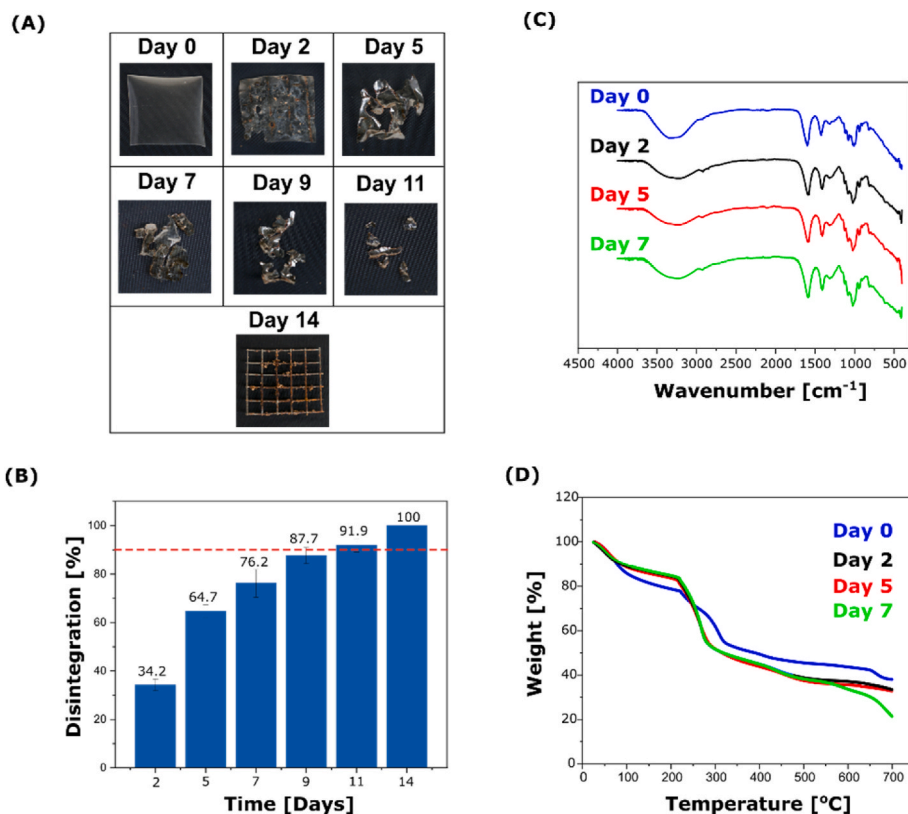 (A)
Day 0 Day 2 Day 5
Day 7 Day 9 Day 11
Day 14
(B)
Disintegration [%]
100
80
60
40
20
0
34.2
64.7
76.2
87.7
91.9
100
2 5 7 9 11 14
Time [Days]
(C)
Day 0
Day 2
Day 5
Day 7
4500 4000 3500 3000 2500 2000 1500 1000 500
Wavenumber [cm⁻¹]
(D)
Weight [%]
120
100
80
60
40
20
0
Day 0
Day 2
Day 5
Day 7
0 100 200 300 400 500 600 700
Temperature [°C]